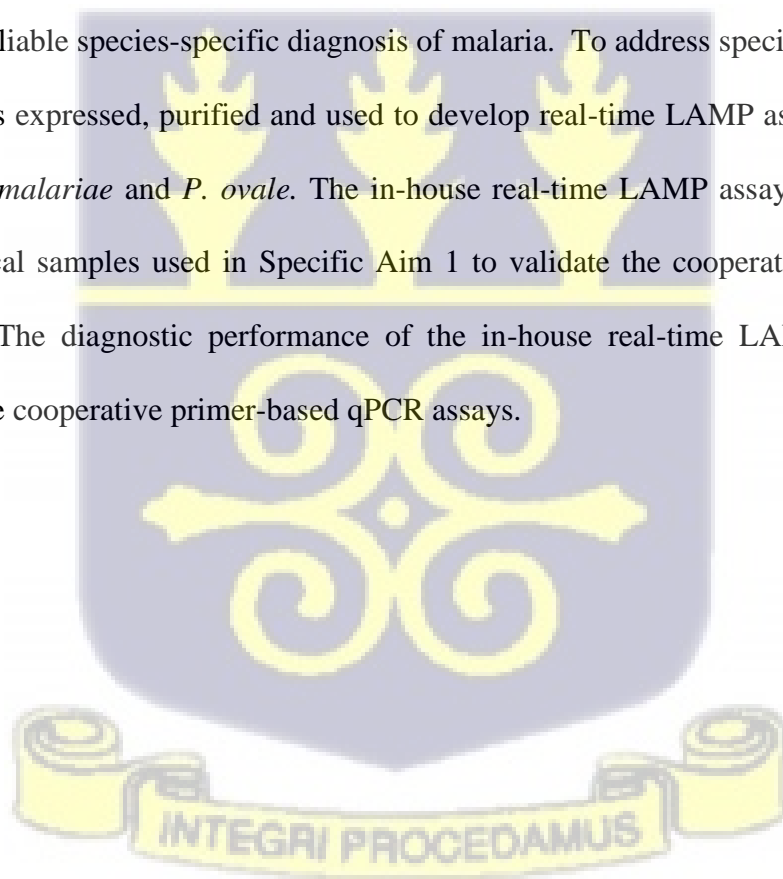 liable species-specific diagnosis of malaria. To address speci
s expressed, purified and used to develop real-time LAMP as
malariae and P. ovale. The in-house real-time LAMP assay
cal samples used in Specific Aim 1 to validate the cooperat
The diagnostic performance of the in-house real-time LA
e cooperative primer-based qPCR assays.
INTEGRI PROCEDAMUS